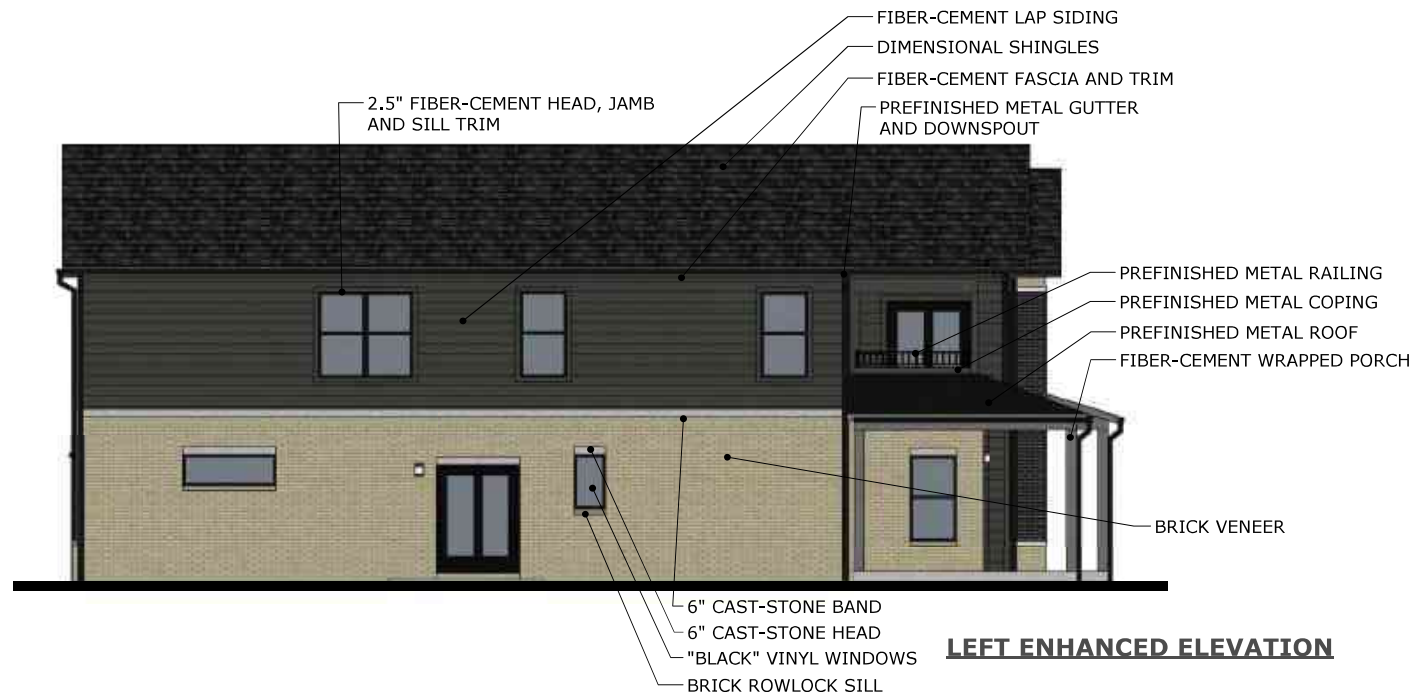 FIBER-CEMENT LAP SIDING
DIMENSIONAL SHINGLES
FIBER-CEMENT FASCIA AND TRIM
2.5" FIBER-CEMENT HEAD, JAMB
AND SILL TRIM
PREFINISHED METAL GUTTER
AND DOWNSPOUT
PREFINISHED METAL RAILING
PREFINISHED METAL COPING
PREFINISHED METAL ROOF
FIBER-CEMENT WRAPPED PORCH
BRICK VENEER
6" CAST-STONE BAND
6" CAST-STONE HEAD
"BLACK" VINYL WINDOWS
BRICK ROWLOCK SILL
LEFT ENHANCED ELEVATION